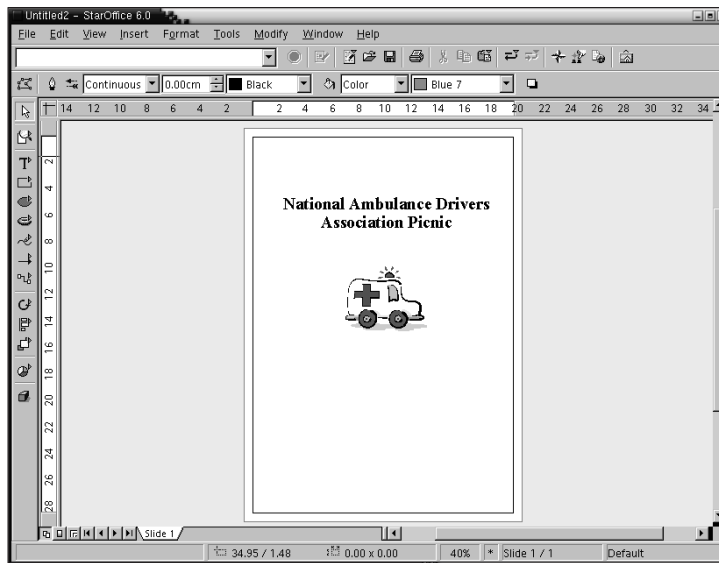 Untitled2 - StarOffice 6.0
File Edit View Insert Format Tools Modify Window Help
Continuous 0.00cm Black Color Blue 7
14 12 10 8 6 4 2 2 4 6 8 10 12 14 16 18 20 22 24 26 28 30 32 34
2
4
6
8
10
12
14
16
18
20
22
24
26
28
National Ambulance Drivers
Association Picnic
Slide 1
34.95 / 1.48 0.00 x 0.00 40% * Slide 1 / 1 Default